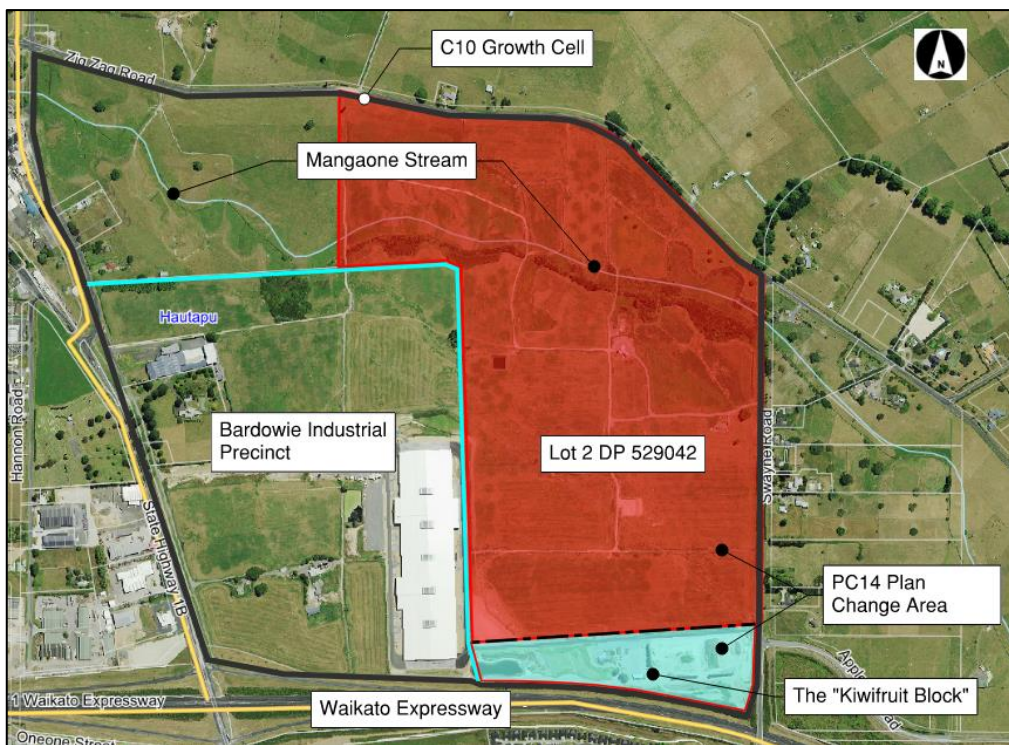 C10 Growth Cell
N
Zig Zag Road
Mangaone Stream
Hautapu
Hannon Road
Bardowie Industrial
Precinct
Lot 2 DP 529042
Swayne Road
State Highway 1B
PC14 Plan
Change Area
The "Kiwifruit Block"
1 Waikato Expressway
Waikato Expressway
Oneone Street